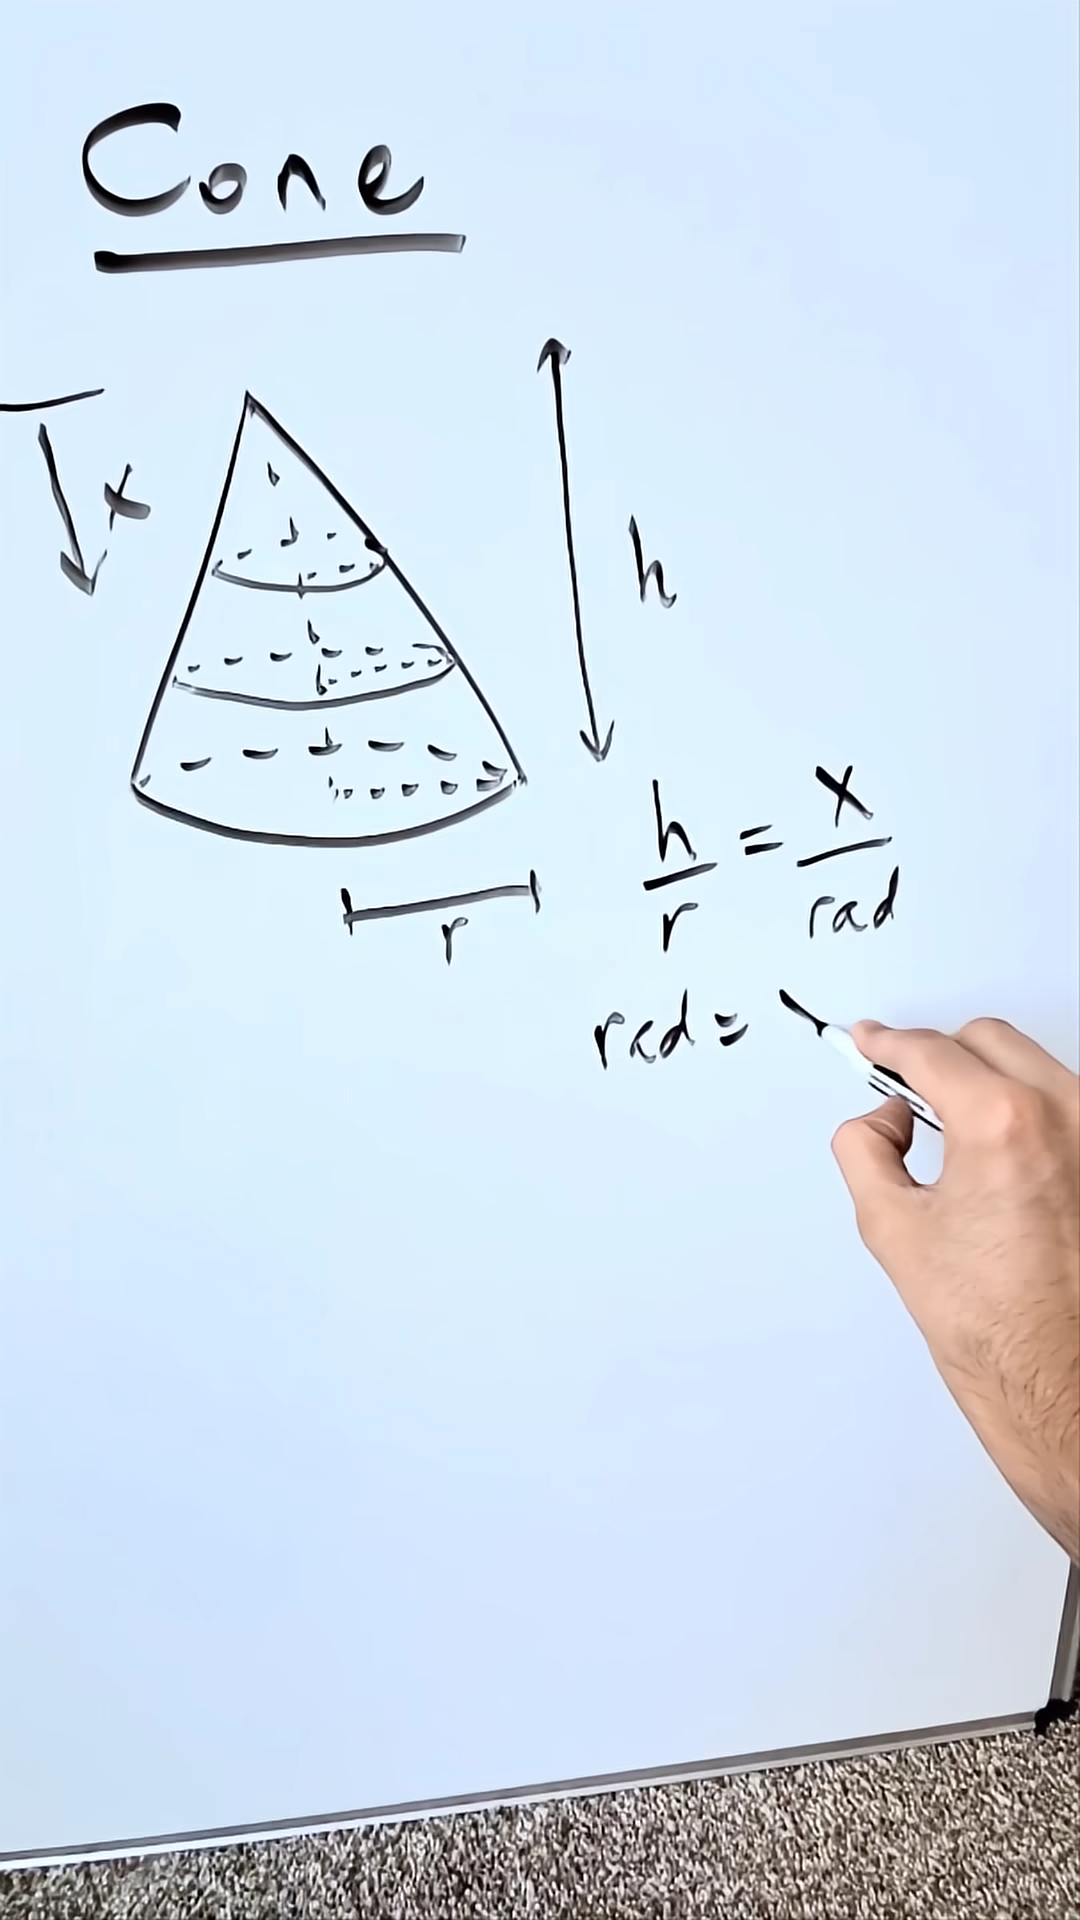 Cone
x
h
r
h/r = x/rad
rad =